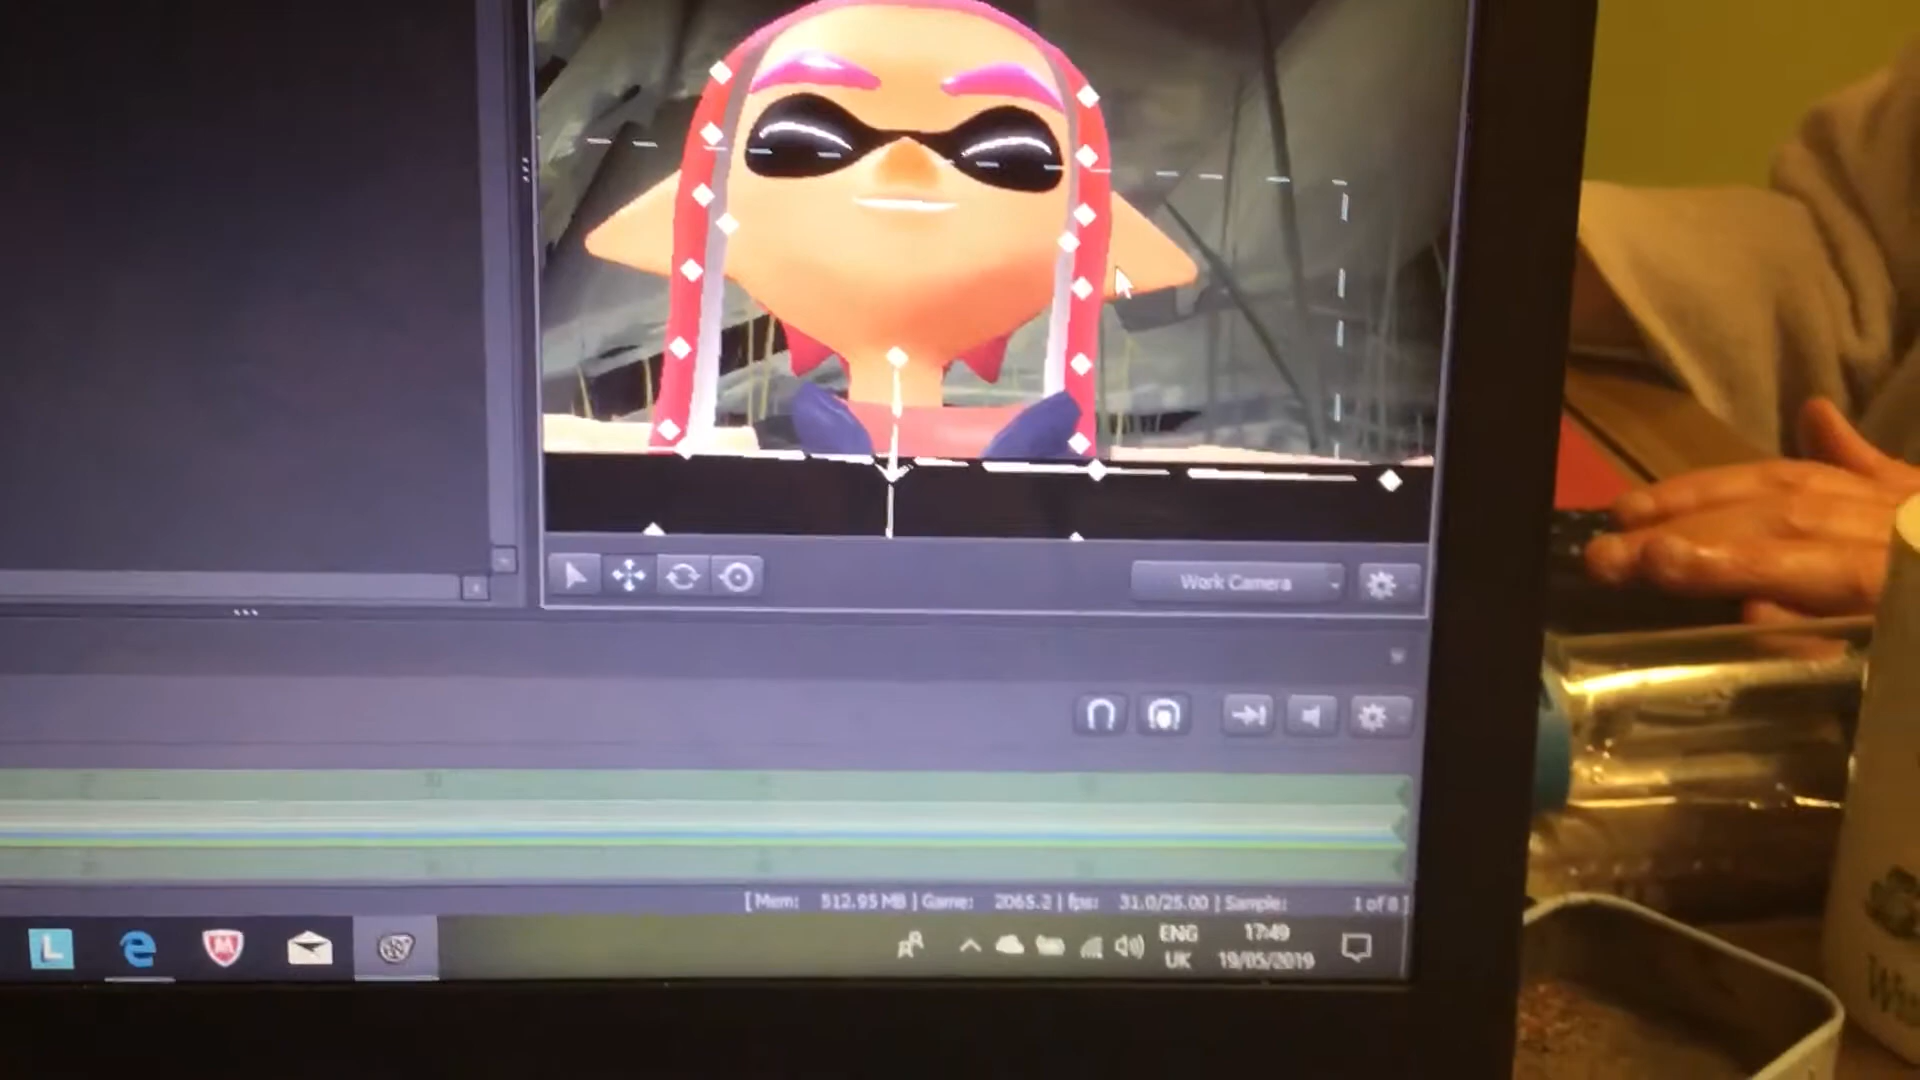 Work Camera
[ Mem: 512.95 MB | Game: 2065.2 | fps: 31.0/25.00 | Sample: 1 of 8 ]
L
ENG
17:49
UK
19/05/2019